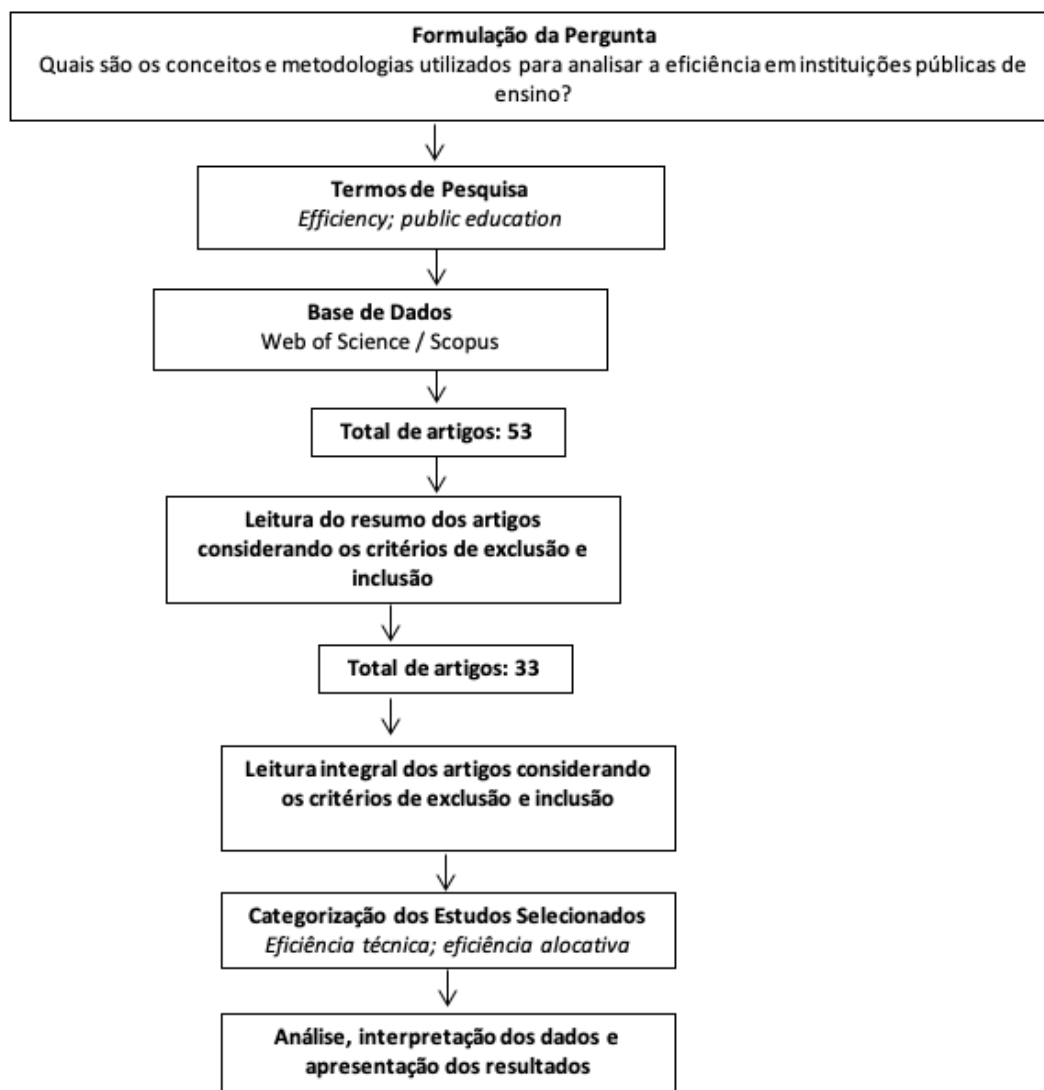 Formulação da Pergunta
Quais são os conceitos e metodologias utilizados para analisar a eficiência em instituições públicas de
ensino?
Termos de Pesquisa
Efficiency; public education
Base de Dados
Web of Science / Scopus
Total de artigos: 53
Leitura do resumo dos artigos
considerando os critérios de exclusão e
inclusão
Total de artigos: 33
Leitura integral dos artigos considerando
os critérios de exclusão e inclusão
Categorização dos Estudos Selecionados
Eficiência técnica; eficiência alocativa
Análise, interpretação dos dados e
apresentação dos resultados